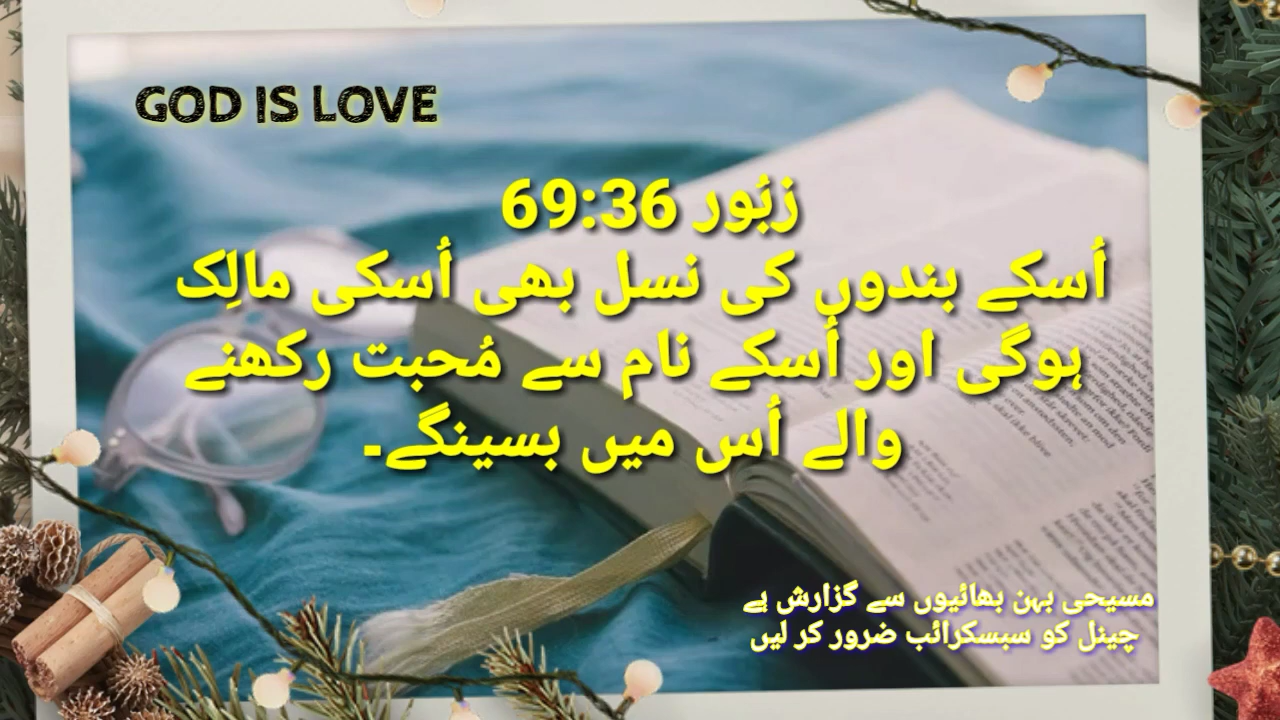 GOD IS LOVE
زبُور 69:36
اُسکے بندوں کی نسل بھی اُسکی مالِک
ہوگی اور اُسکے نام سے مُحبت رکھنے
والے اُس میں بسینگے۔
مسیحی بہن بھائیوں سے گزارش ہے
چینل کو سبسکرائب ضرور کر لیں